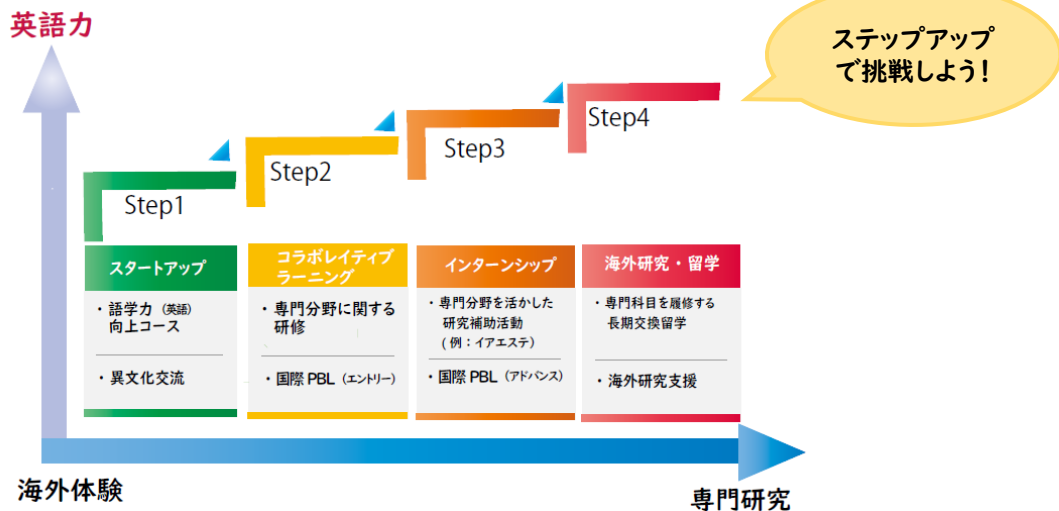 英語力
ステップアップ
で挑戦しよう!
Step1
Step2
Step3
Step4
スタートアップ
・語学力（英語）
向上コース
・異文化交流
コラボレイティブ
ラーニング
・専門分野に関する
研修
・国際PBL（エントリー）
インターンシップ
・専門分野を活かした
研究補助活動
(例：イアエステ)
・国際PBL（アドバンス）
海外研究・留学
・専門科目を履修する
長期交換留学
・海外研究支援
海外体験
専門研究